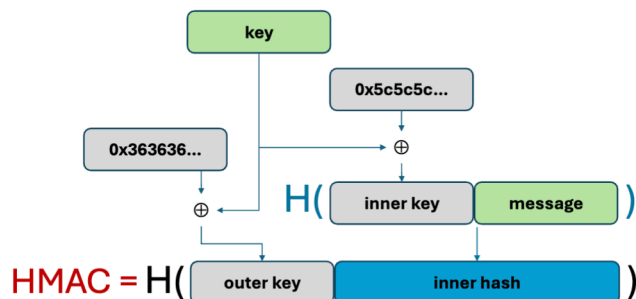 key
0x5c5c5c...
0x363636...
⊕
H( inner key message )
⊕
HMAC = H( outer key inner hash )